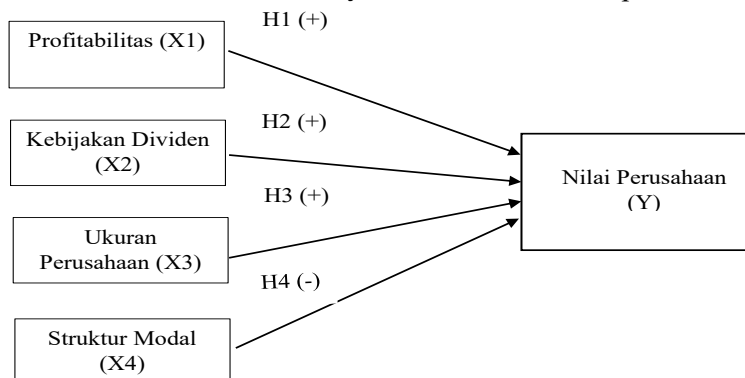 H1 (+)
Profitabilitas (X1)
H2 (+)
Kebijakan Dividen
(X2)
Nilai Perusahaan
(Y)
H3 (+)
Ukuran
Perusahaan (X3)
H4 (-)
Struktur Modal
(X4)